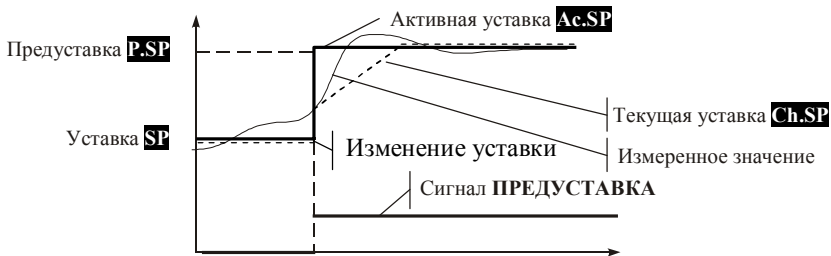 Активная уставка Ac.SP
Предуставка P.SP
Текущая уставка Ch.SP
Уставка SP
Изменение уставки
Измеренное значение
Сигнал ПРЕДУСТАВКА